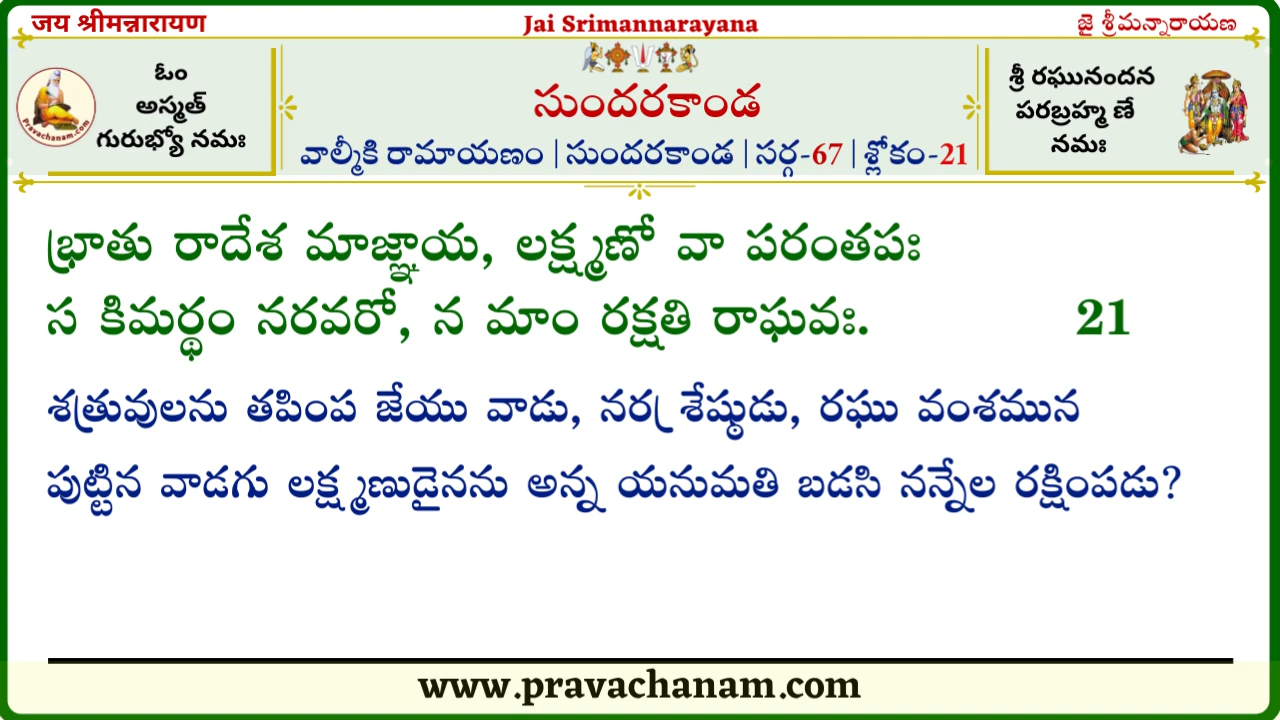 जय श्रीमन्नारायण
Jai Srimannarayana
జై శ్రీమన్నారాయణ
ఓం
అస్మత్
గురుభ్యో నమః
Pravachanam.com
సుందరకాండ
వాల్మీకి రామాయణం | సుందరకాండ | సర్గ-67 | శ్లోకం-21
శ్రీ రఘునందన
పరబ్రహ్మ ణే
నమః
భ్రాతు రాదేశ మాజ్ఞాయ, లక్ష్మణో వా పరంతపః
స కిమర్థం నరవరో, న మాం రక్షతి రాఘవః. 21
శత్రువులను తపింప జేయు వాడు, నర శ్రేష్ఠుడు, రఘు వంశమున
పుట్టిన వాడగు లక్ష్మణుడైనను అన్న యనుమతి బడసి నన్నేల రక్షింపడు?
www.pravachanam.com